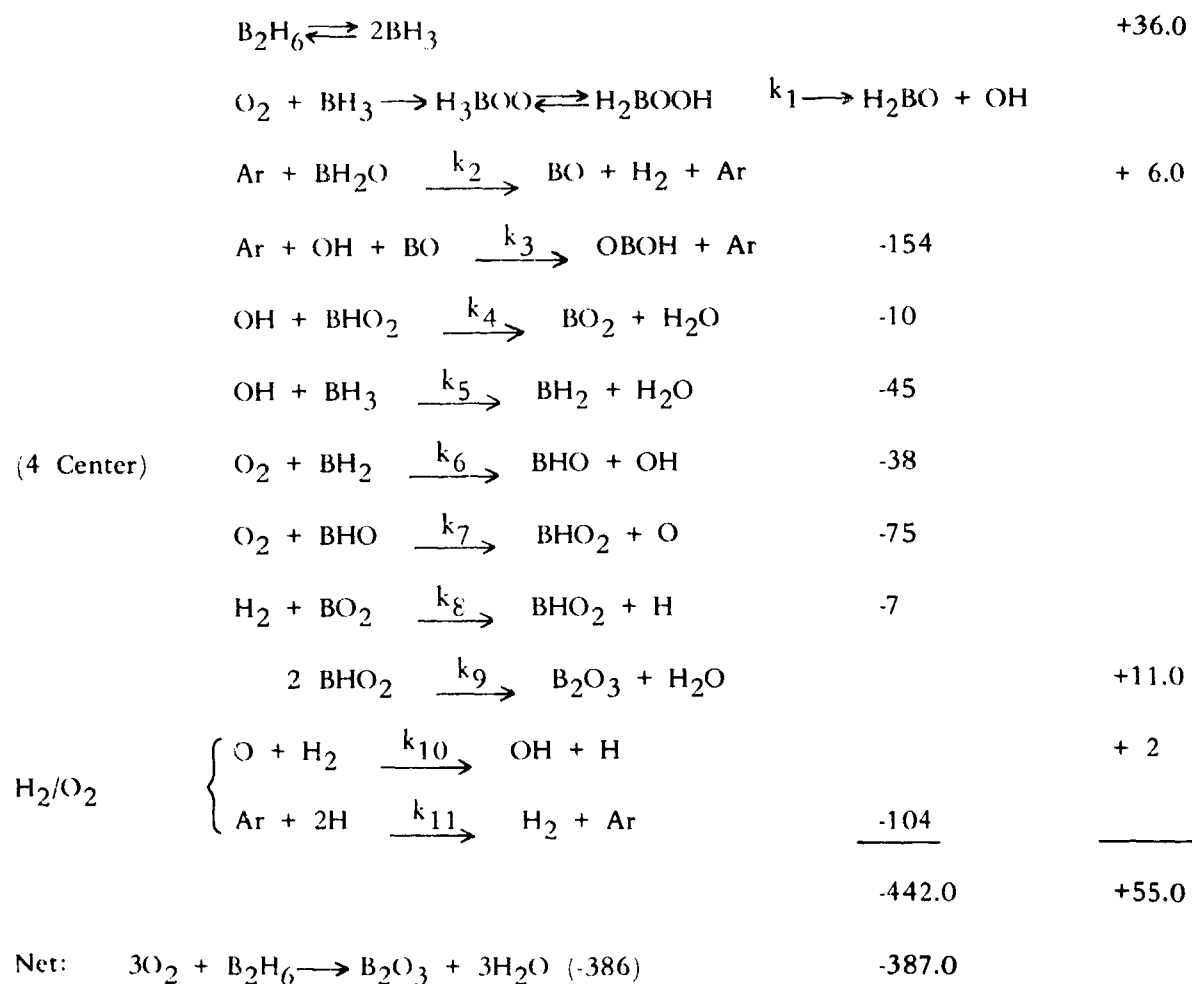 B₂H₆ ⇌ 2BH₃ +36.0
O₂ + BH₃ → H₃BOO ⇌ H₂BOOH k₁→ H₂BO + OH
Ar + BH₂O k₂→ BO + H₂ + Ar + 6.0
Ar + OH + BO k₃→ OBOH + Ar -154
OH + BHO₂ k₄→ BO₂ + H₂O -10
OH + BH₃ k₅→ BH₂ + H₂O -45
(4 Center) O₂ + BH₂ k₆→ BHO + OH -38
O₂ + BHO k₇→ BHO₂ + O -75
H₂ + BO₂ k₈→ BHO₂ + H -7
2 BHO₂ k₉→ B₂O₃ + H₂O +11.0
H₂/O₂ { O + H₂ k₁₀→ OH + H + 2
Ar + 2H k₁₁→ H₂ + Ar -104
-442.0 +55.0
Net: 3O₂ + B₂H₆ → B₂O₃ + 3H₂O (-386) -387.0